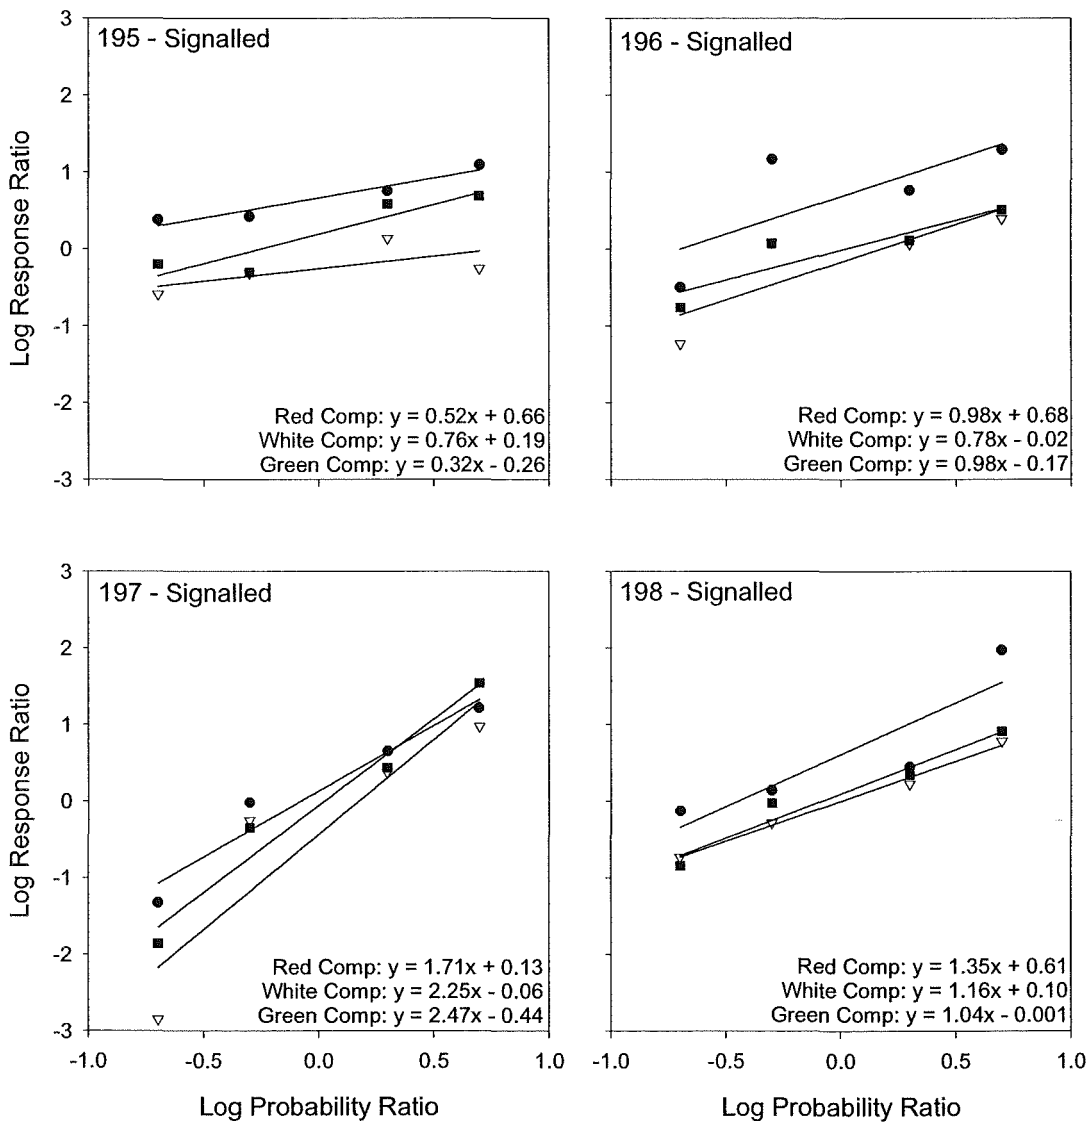 3
2
1
0
-1
-2
-3
Log Response Ratio
195 - Signalled
Red Comp: y = 0.52x + 0.66
White Comp: y = 0.76x + 0.19
Green Comp: y = 0.32x - 0.26
196 - Signalled
Red Comp: y = 0.98x + 0.68
White Comp: y = 0.78x - 0.02
Green Comp: y = 0.98x - 0.17
3
2
1
0
-1
-2
-3
Log Response Ratio
197 - Signalled
Red Comp: y = 1.71x + 0.13
White Comp: y = 2.25x - 0.06
Green Comp: y = 2.47x - 0.44
-1.0 -0.5 0.0 0.5 1.0
Log Probability Ratio
198 - Signalled
Red Comp: y = 1.35x + 0.61
White Comp: y = 1.16x + 0.10
Green Comp: y = 1.04x - 0.001
-1.0 -0.5 0.0 0.5 1.0
Log Probability Ratio